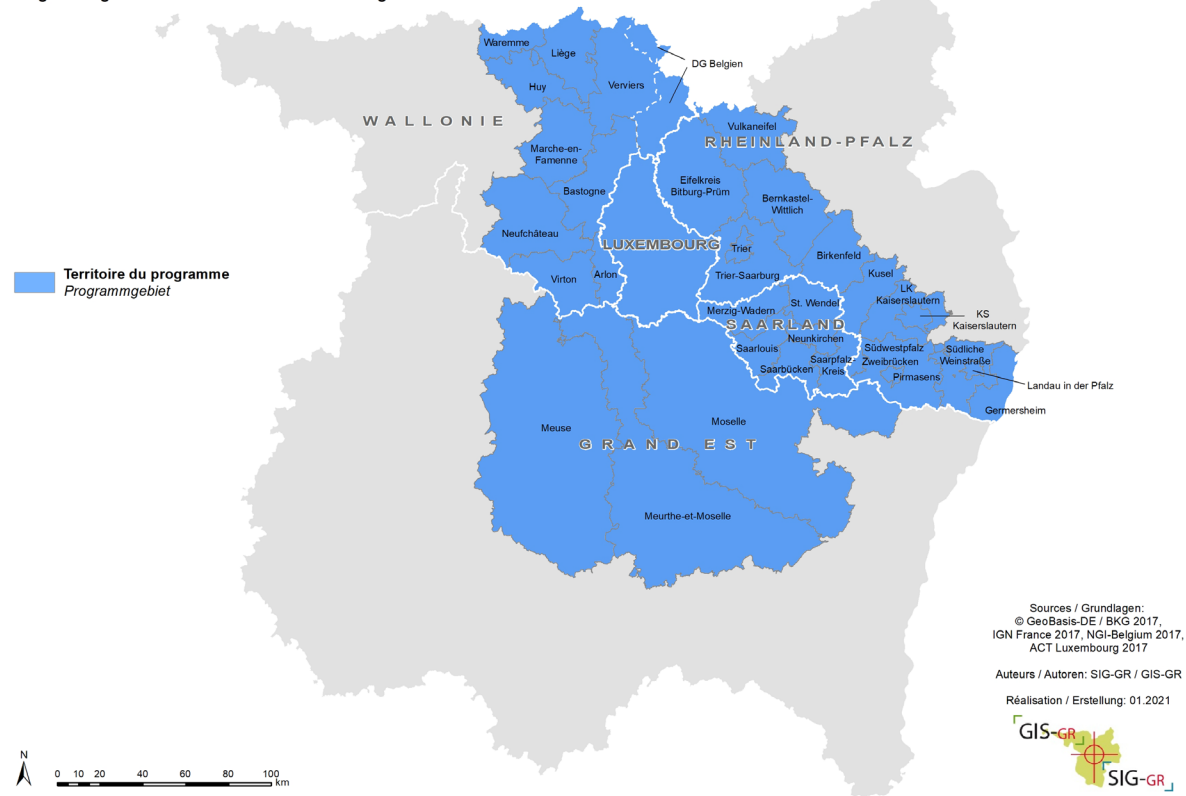 Waremme
Liège
DG Belgien
Huy
Verviers
WALLONIE
Vulkaneifel
RHEINLAND-PFALZ
Marche-en-
Famenne
Eifelkreis
Bitburg-Prüm
Bastogne
Bernkastel-
Wittlich
Neufchâteau
LUXEMBOURG
Trier
Birkenfeld
Territoire du programme
Programmgebiet
Virton
Arlon
Trier-Saarburg
Kusel
LK
Kaiserslautern
St. Wendel
Merzig-Wadern
KS
Kaiserslautern
SAARLAND
Neunkirchen
Saarlouis
Südwestpfalz
Südliche
Weinstraße
Saarpfalz-
Kreis
Zweibrücken
Saarbücken
Pirmasens
Landau in der Pfalz
Germersheim
Moselle
Meuse
GRAND EST
Meurthe-et-Moselle
Sources / Grundlagen:
© GeoBasis-DE / BKG 2017,
IGN France 2017, NGI-Belgium 2017,
ACT Luxembourg 2017
Auteurs / Autoren: SIG-GR / GIS-GR
Réalisation / Erstellung: 01.2021
GIS-GR
SIG-GR
N
0 10 20 40 60 80 100
km